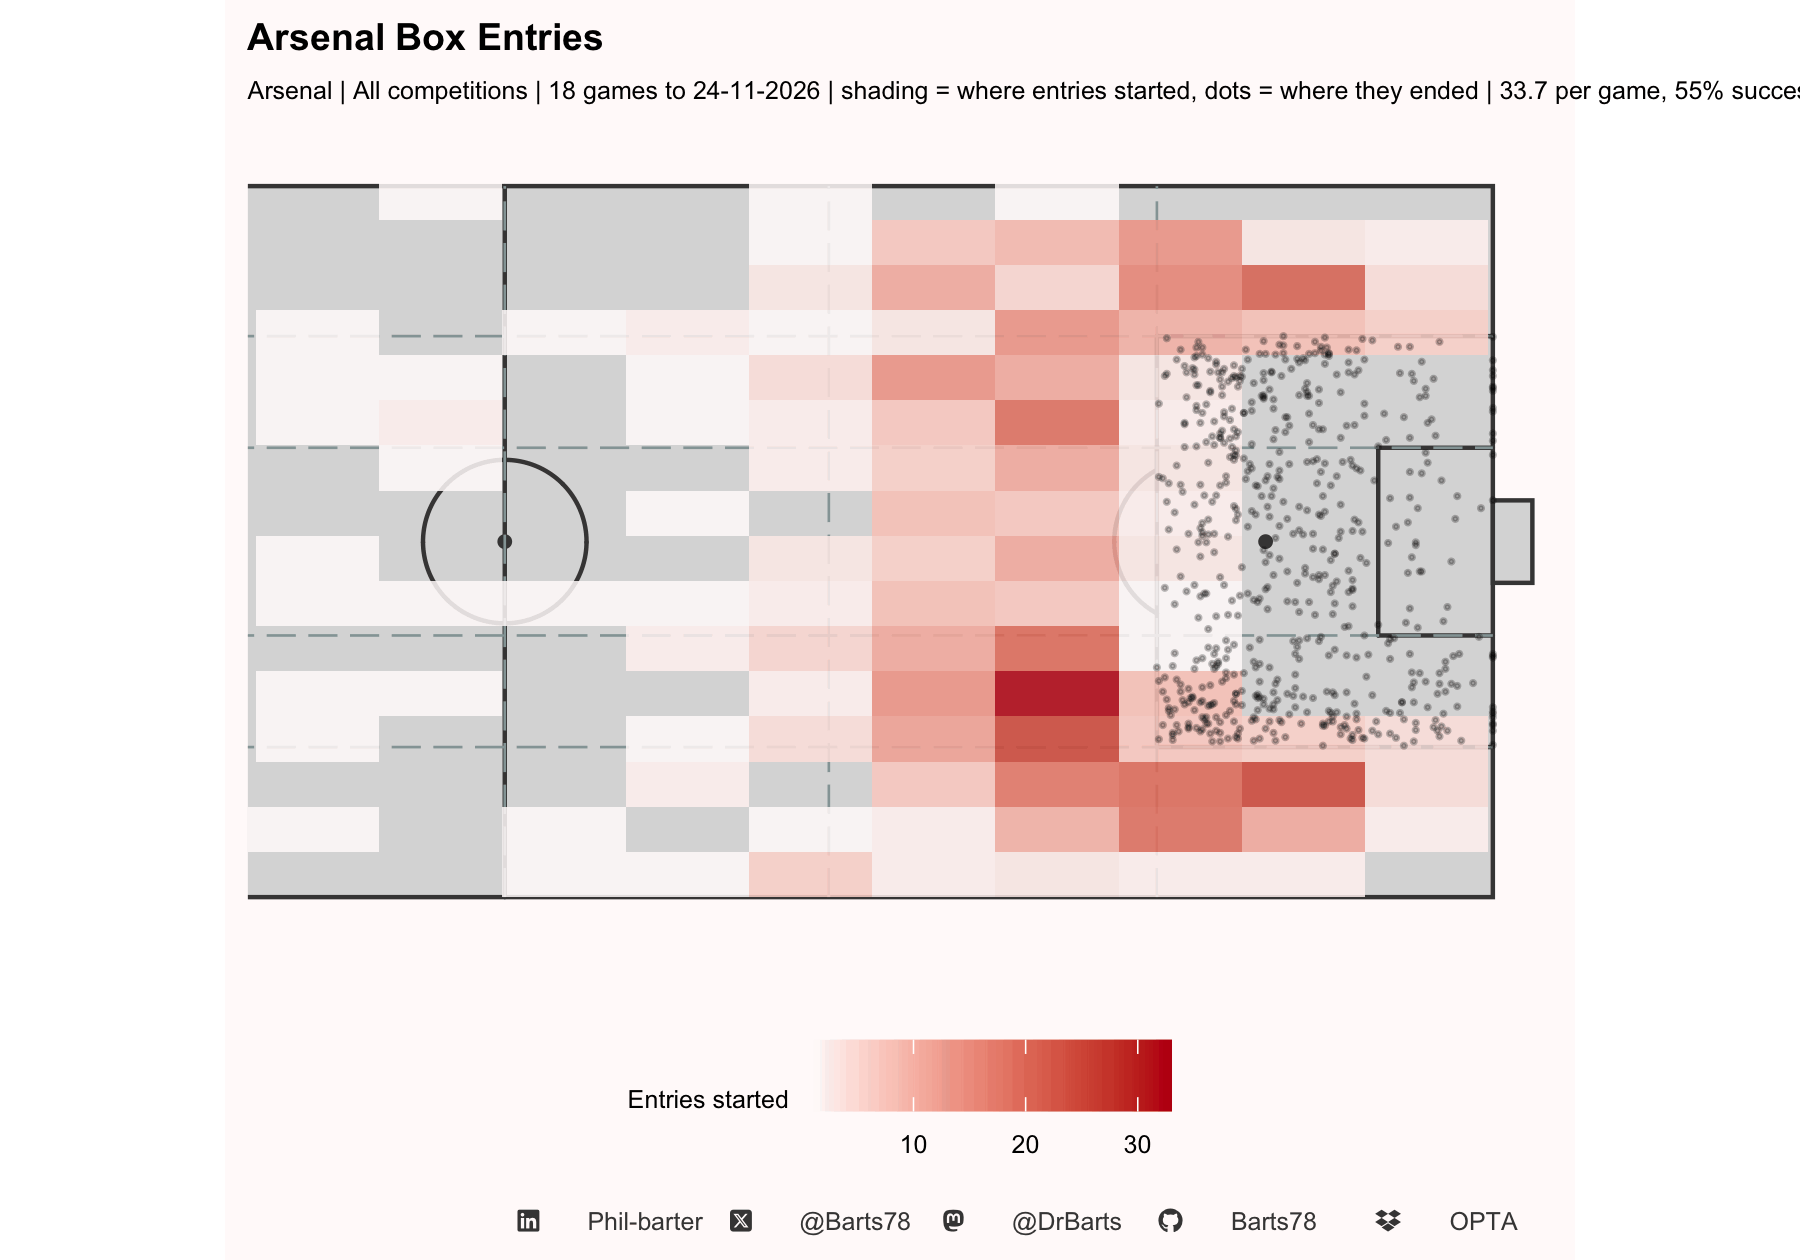 Arsenal Box Entries
Arsenal | All competitions | 18 games to 24-11-2026 | shading = where entries started, dots = where they ended | 33.7 per game, 55% succes
Entries started
10 20 30
Phil-barter @Barts78 @DrBarts Barts78 OPTA